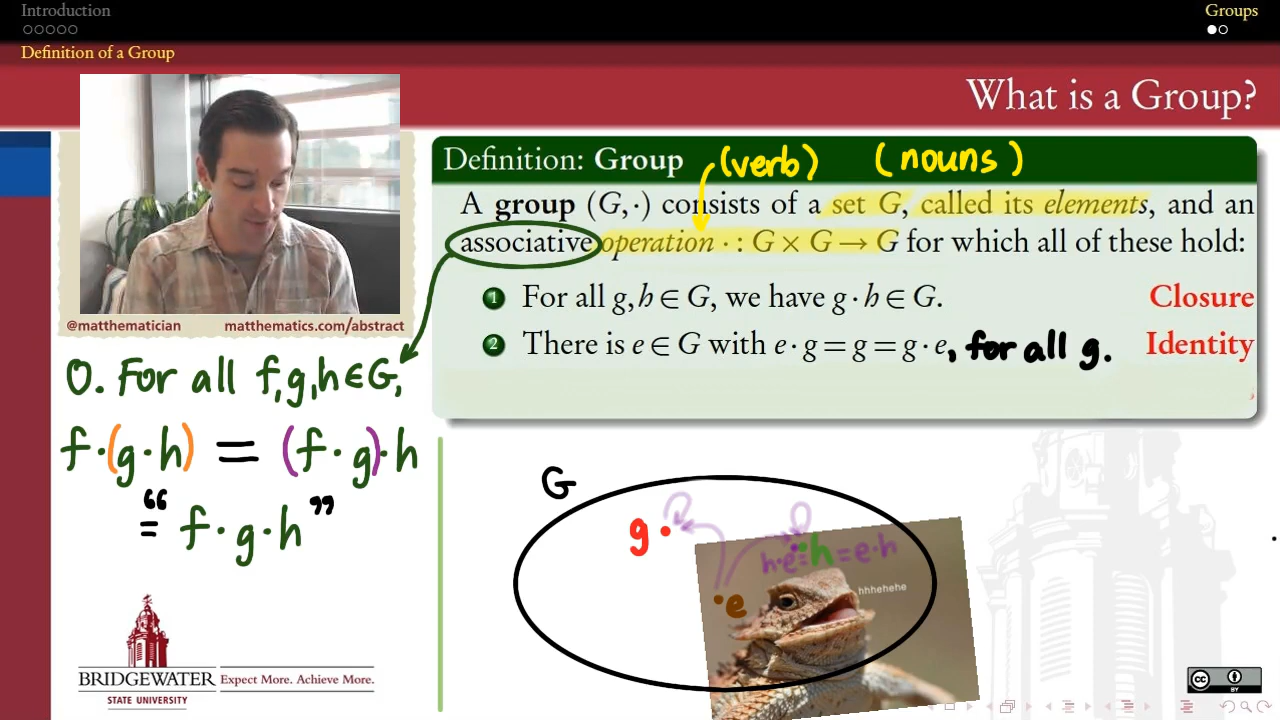 Introduction
Groups
Definition of a Group
What is a Group?
@matthematician matthematics.com/abstract
Definition: Group (verb) (nouns)
A group (G, ·) consists of a set G, called its elements, and an
associative operation · : G × G → G for which all of these hold:
1 For all g, h ∈ G, we have g · h ∈ G. Closure
2 There is e ∈ G with e · g = g = g · e, for all g. Identity
0. For all f, g, h ∈ G,
f · (g · h) = (f · g) · h
= “ f · g · h ”
G
g ·
h·e=h=e·h
·e
hhhehehe
BRIDGEWATER
STATE UNIVERSITY
Expect More. Achieve More.
CC
BY